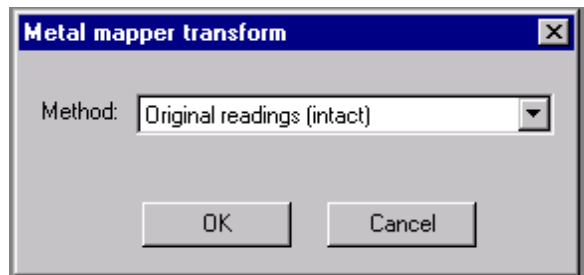 Metal mapper transform
Method: Original readings (intact)
OK Cancel